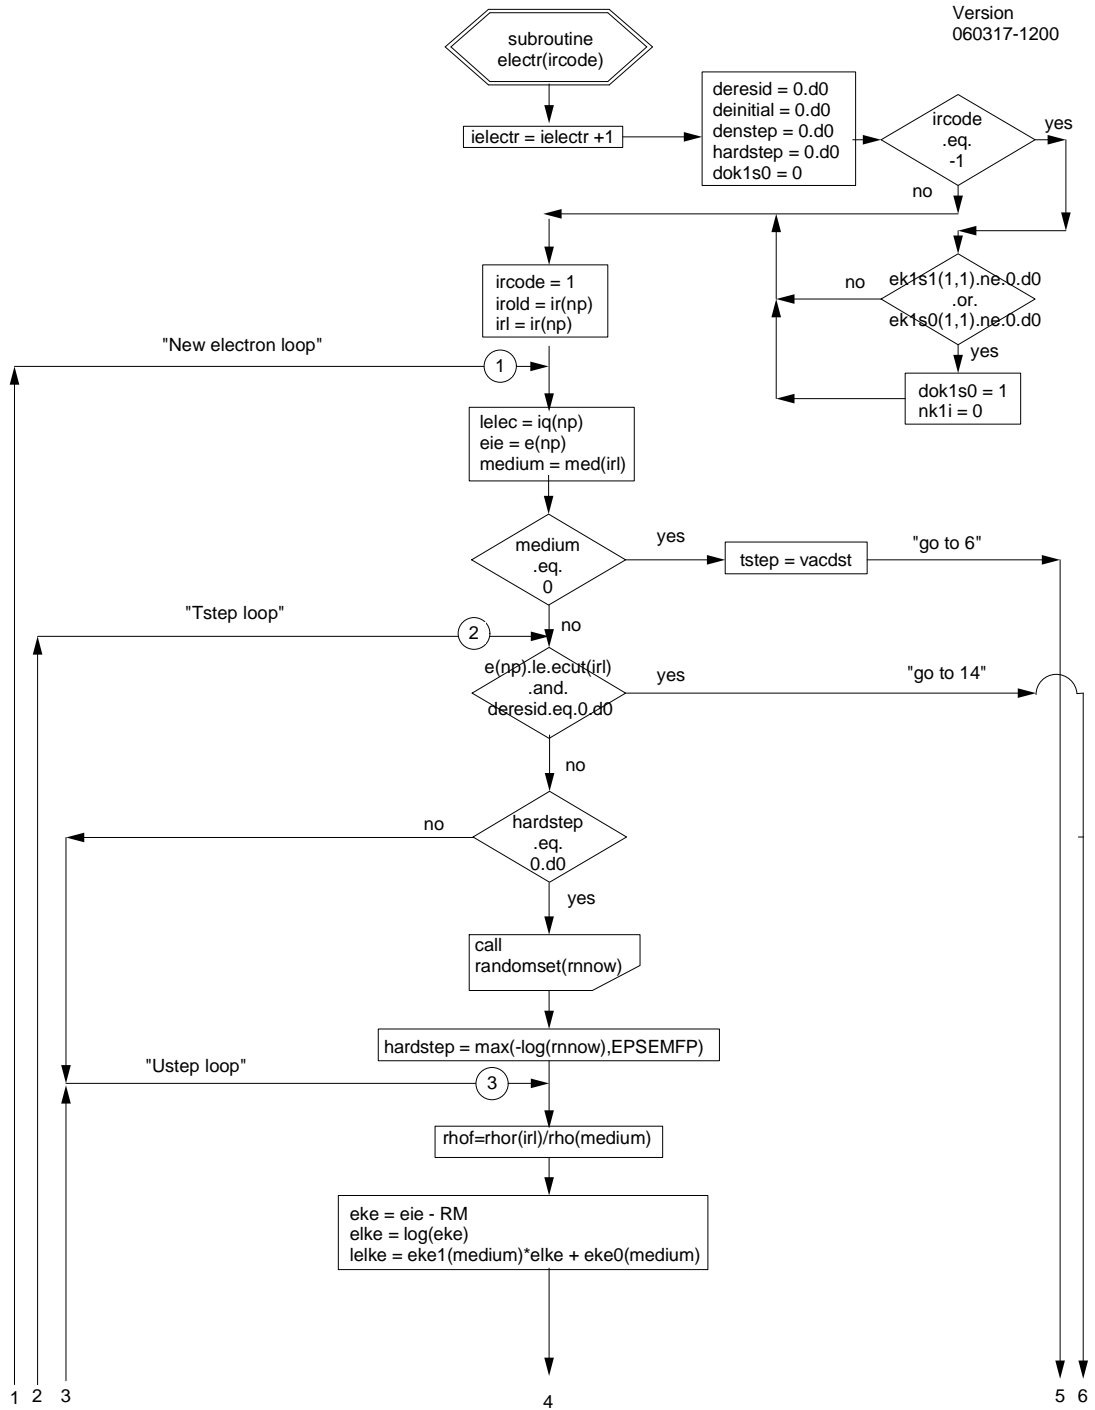 Version
060317-1200
subroutine
electr(ircode)
ielectr = ielectr +1
deresid = 0.d0
deinitial = 0.d0
denstep = 0.d0
hardstep = 0.d0
dok1s0 = 0
ircode
.eq.
-1
yes
no
ek1s1(1,1).ne.0.d0
.or.
ek1s0(1,1).ne.0.d0
no
yes
dok1s0 = 1
nk1i = 0
ircode = 1
irold = ir(np)
irl = ir(np)
"New electron loop"
1
lelec = iq(np)
eie = e(np)
medium = med(irl)
medium
.eq.
0
yes
tstep = vacdst
"go to 6"
no
"Tstep loop"
2
e(np).le.ecut(irl)
.and.
deresid.eq.0.d0
yes
"go to 14"
no
hardstep
.eq.
0.d0
no
yes
call
randomset(rnnow)
hardstep = max(-log(rnnow),EPSEMFP)
"Ustep loop"
3
rhof=rhor(irl)/rho(medium)
eke = eie - RM
elke = log(eke)
lelke = eke1(medium)*elke + eke0(medium)
1 2 3 4 5 6